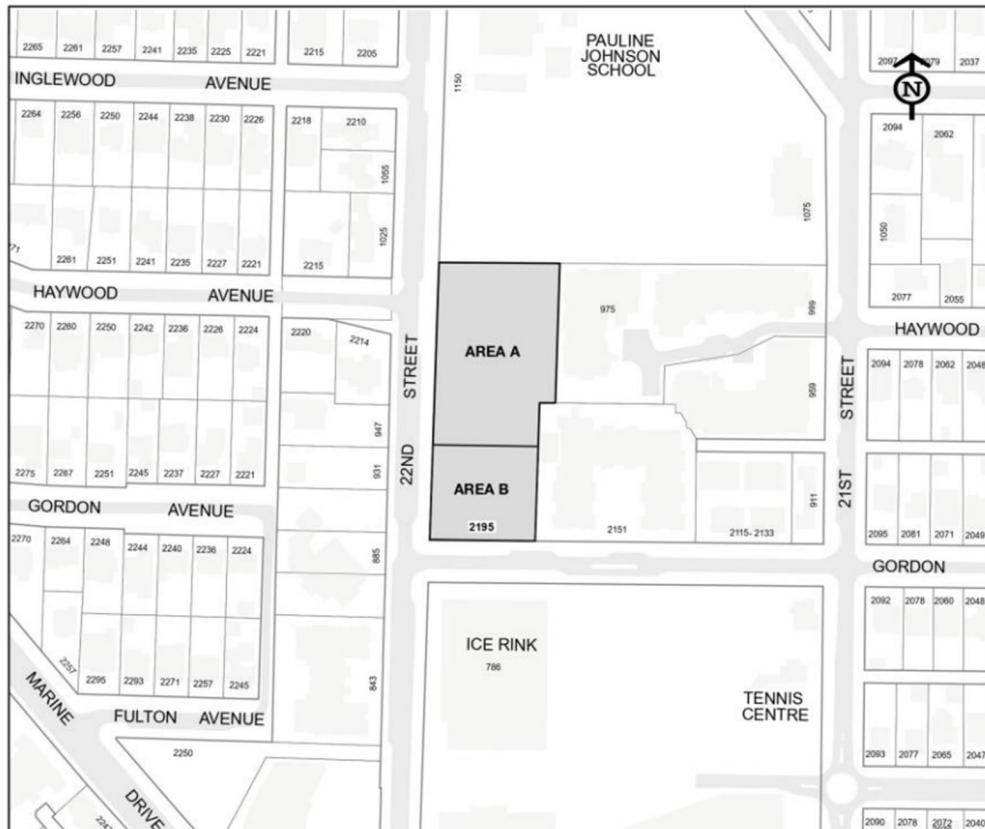 2265 2261 2257 2241 2235 2225 2221 2215 2205
PAULINE
JOHNSON
SCHOOL
2079 2037
INGLEWOOD AVENUE
1150
N
2264 2256 2250 2244 2238 2230 2226 2218 2210
2094 2062
1055
1075
1050
1025
2261 2251 2241 2235 2227 2221 2215
2077 2055
HAYWOOD AVENUE
975
999
HAYWOOD
2270 2260 2250 2242 2236 2226 2224 2220 2214
AREA A
22ND STREET
21ST STREET
2094 2078 2062 2048
959
947
931
2275 2267 2251 2245 2237 2227 2221
AREA B
911
GORDON AVENUE
2195
2151
2115-2133
2095 2081 2071 2049
2270 2264 2248 2244 2240 2236 2224
885
GORDON
2092 2078 2060 2048
ICE RINK
786
2257
2295 2293 2271 2257 2245
843
MARINE DRIVE
TENNIS
CENTRE
FULTON AVENUE
2250
2093 2077 2065 2047
2090 2078 2072 2040